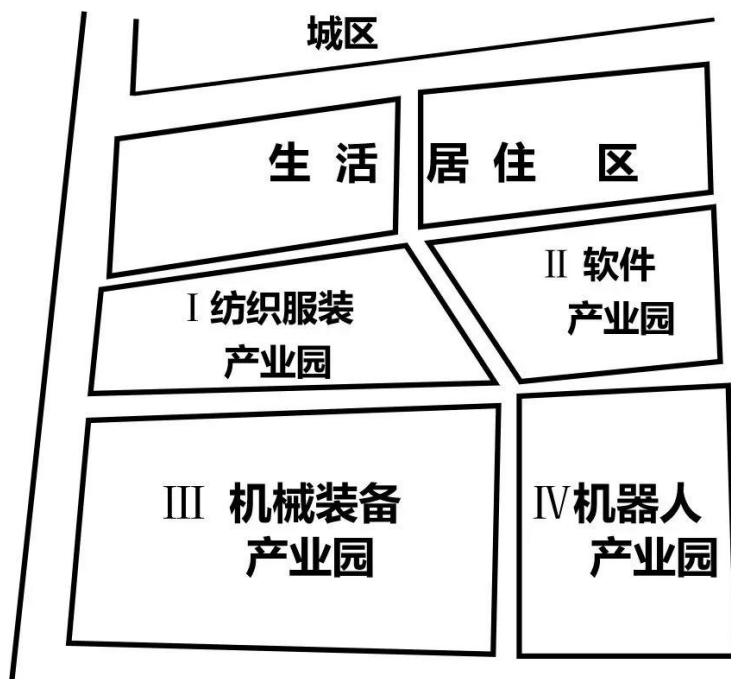 城区
生 活 居 住 区
Ⅰ 纺织服装
产业园
Ⅱ 软件
产业园
Ⅲ 机械装备
产业园
Ⅳ机器人
产业园